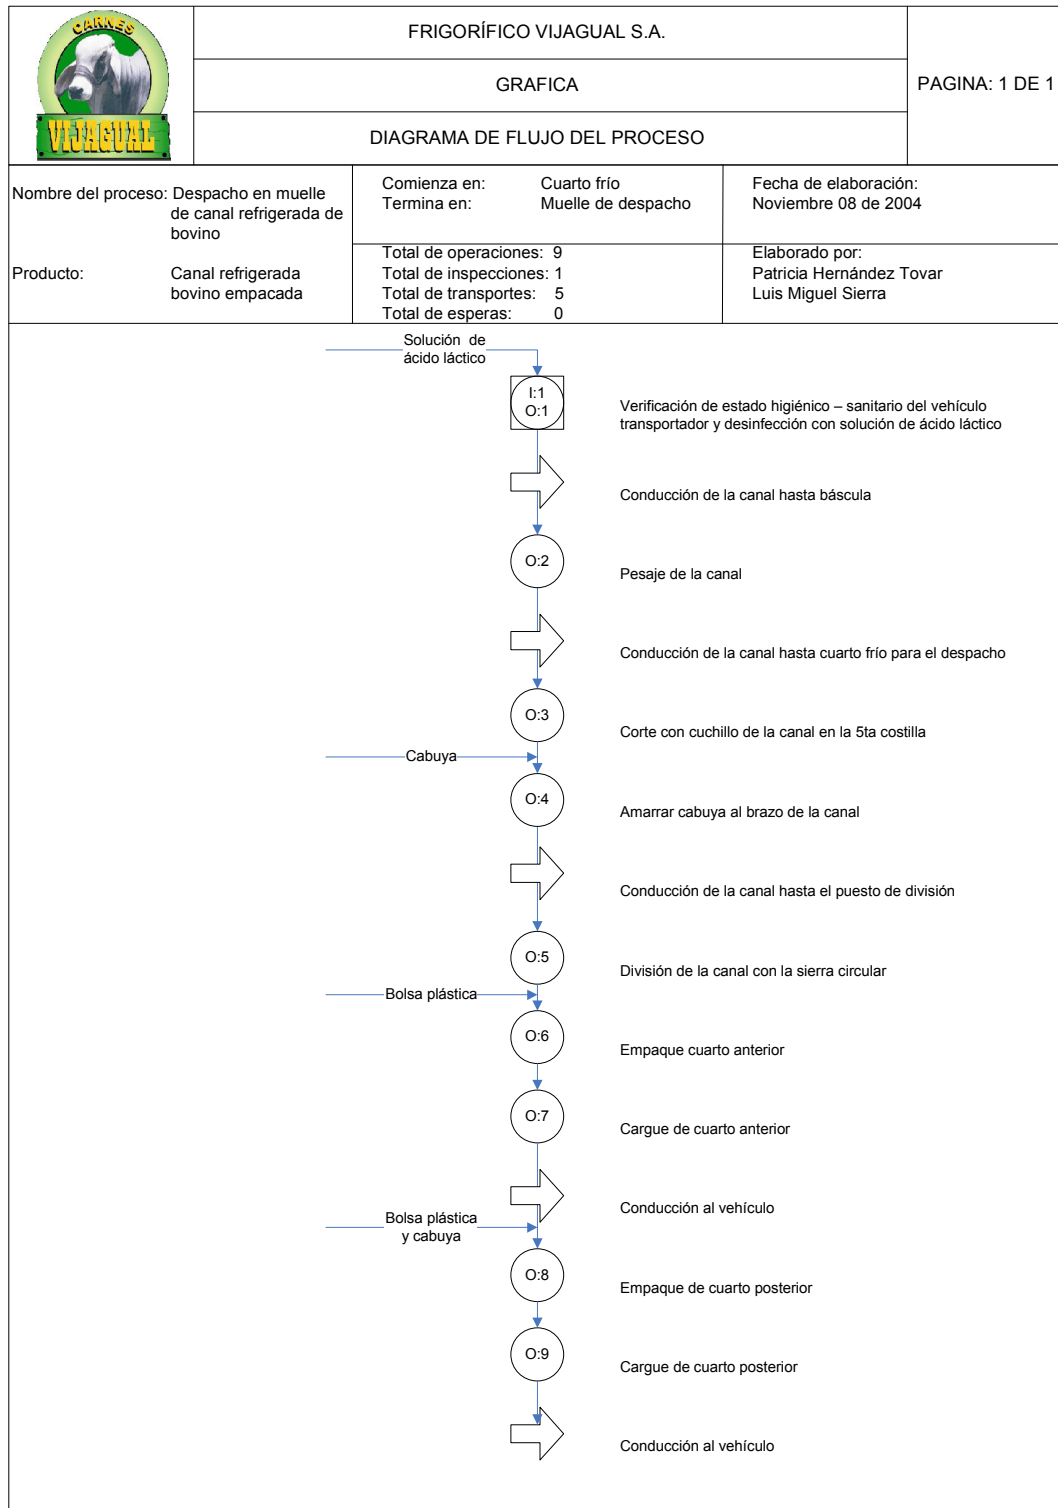 CARNES
VIJAGUAL
FRIGORÍFICO VIJAGUAL S.A.
GRAFICA
DIAGRAMA DE FLUJO DEL PROCESO
PAGINA: 1 DE 1
Nombre del proceso: Despacho en muelle
de canal refrigerada de
bovino
Producto: Canal refrigerada
bovino empacada
Comienza en: Cuarto frío
Termina en: Muelle de despacho
Total de operaciones: 9
Total de inspecciones: 1
Total de transportes: 5
Total de esperas: 0
Fecha de elaboración:
Noviembre 08 de 2004
Elaborado por:
Patricia Hernández Tovar
Luis Miguel Sierra
Solución de
ácido láctico
I:1
O:1
Verificación de estado higiénico – sanitario del vehículo
transportador y desinfección con solución de ácido láctico
Conducción de la canal hasta báscula
O:2
Pesaje de la canal
Conducción de la canal hasta cuarto frío para el despacho
O:3
Corte con cuchillo de la canal en la 5ta costilla
Cabuya
O:4
Amarrar cabuya al brazo de la canal
Conducción de la canal hasta el puesto de división
O:5
División de la canal con la sierra circular
Bolsa plástica
O:6
Empaque cuarto anterior
O:7
Cargue de cuarto anterior
Conducción al vehículo
Bolsa plástica
y cabuya
O:8
Empaque de cuarto posterior
O:9
Cargue de cuarto posterior
Conducción al vehículo